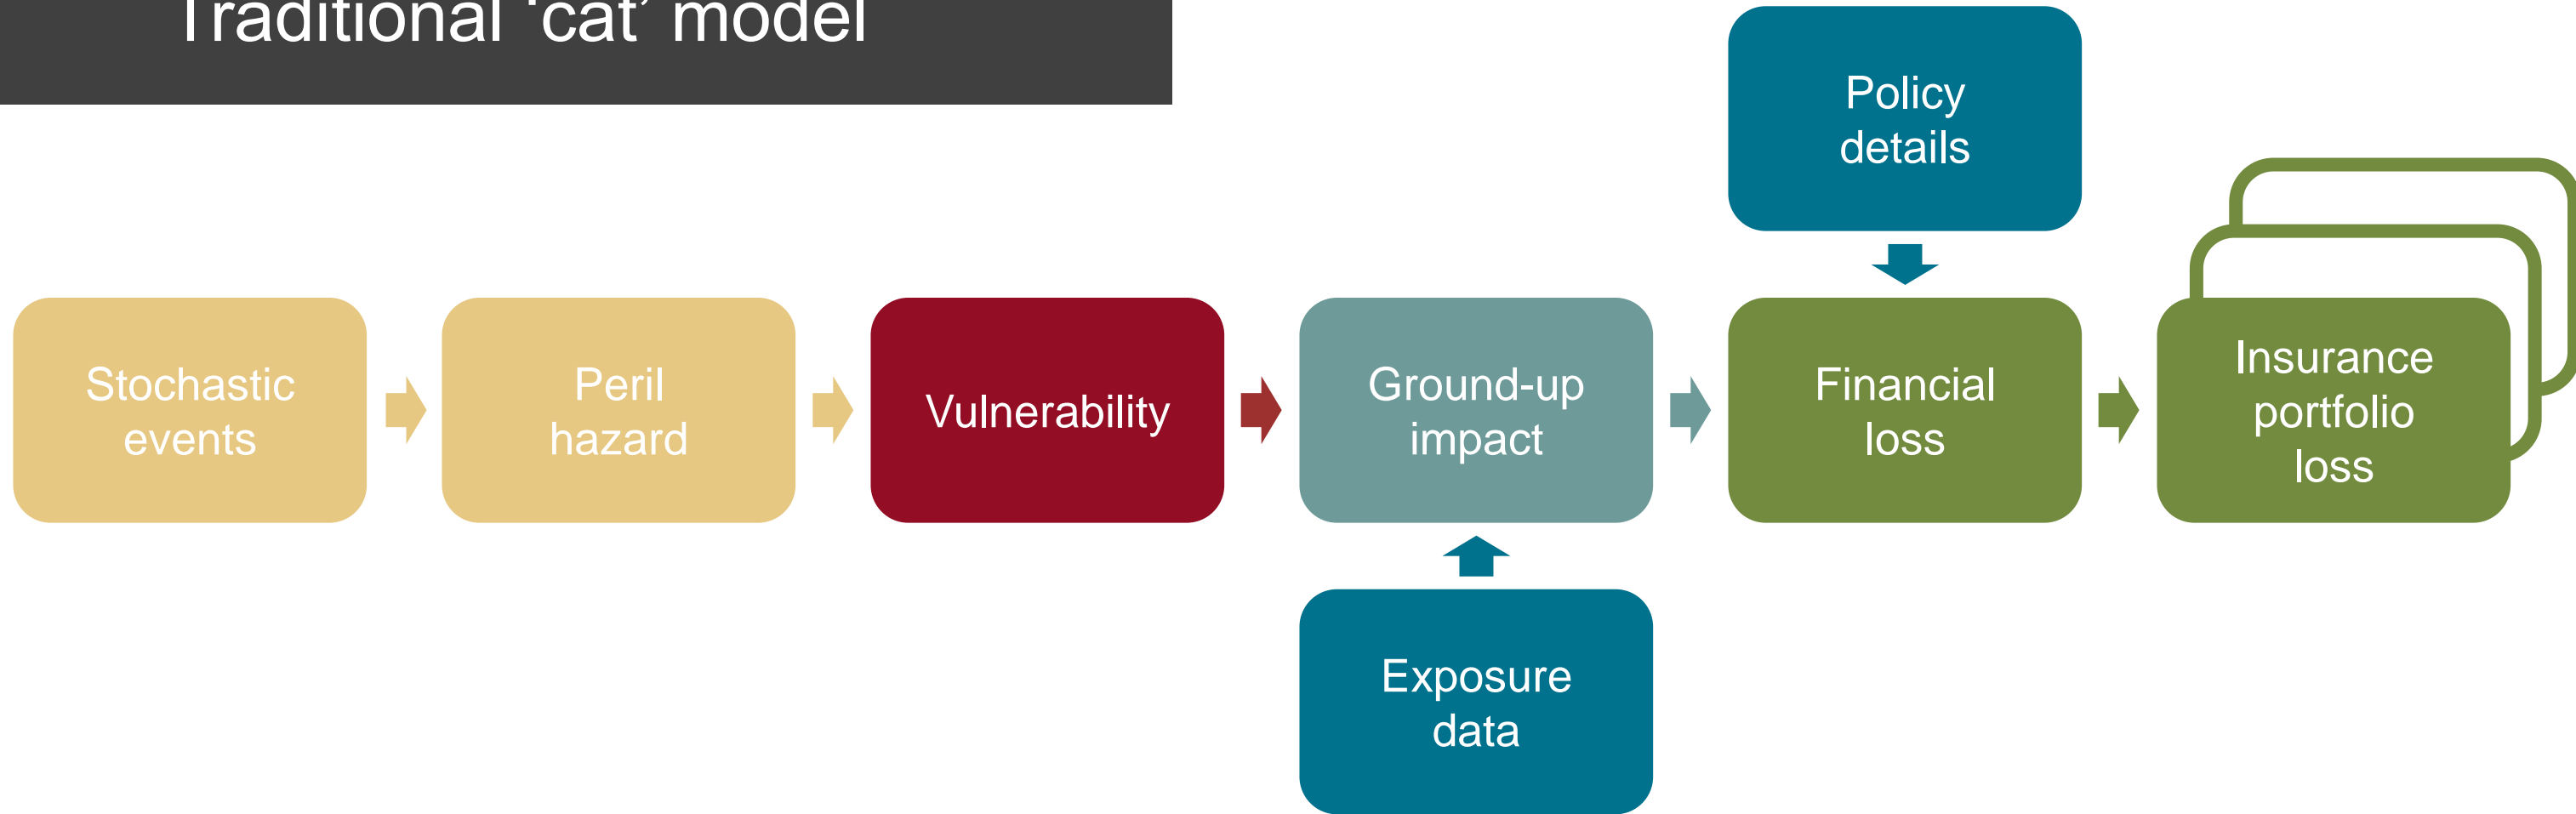 Traditional ‘cat’ model
Policy
details
Stochastic
events
Peril
hazard
Vulnerability
Ground-up
impact
Financial
loss
Insurance
portfolio
loss
Exposure
data